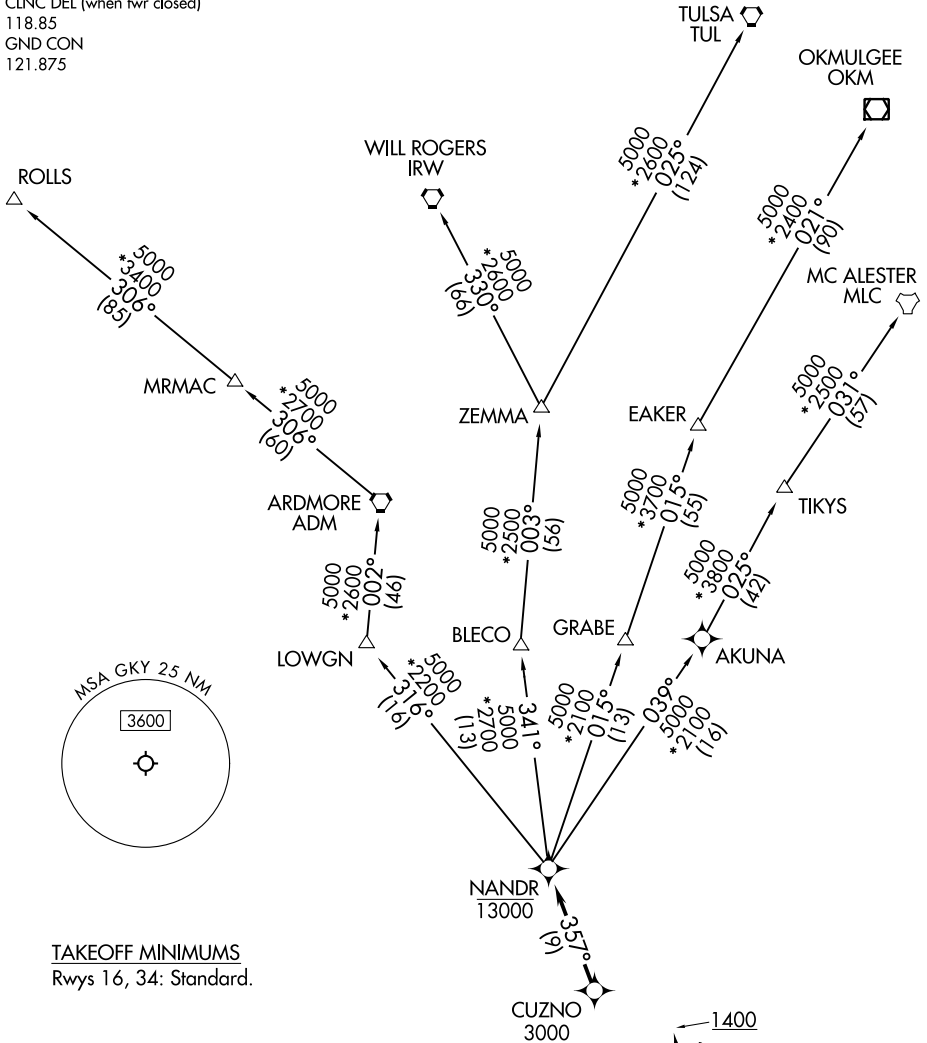 CLNC DEL (when twr closed)
118.85
GND CON
121.875
TULSA
TUL
OKMULGEE
OKM
WILL ROGERS
IRW
ROLLS
5000
*2600
025°
(124)
5000
*2400
021°
(90)
MC ALESTER
MLC
5000
*3400
306°
(85)
5000
*2600
330°
(66)
MRMAC
5000
*2700
306°
(60)
ZEMMA
EAKER
5000
*2500
031°
(57)
ARDMORE
ADM
5000
*2500
003°
(56)
5000
*3700
015°
(55)
TIKYS
5000
*2600
002°
(46)
5000
*3800
025°
(42)
LOWGN
BLECO
GRABE
AKUNA
MSA GKY 25 NM
3600
5000
*2200
316°
(16)
341°
5000
*2700
(13)
5000
*2100
015°
(13)
039°
5000
*2100
(16)
NANDR
13000
357°
(9)
TAKEOFF MINIMUMS
Rwys 16, 34: Standard.
CUZNO
3000
1400